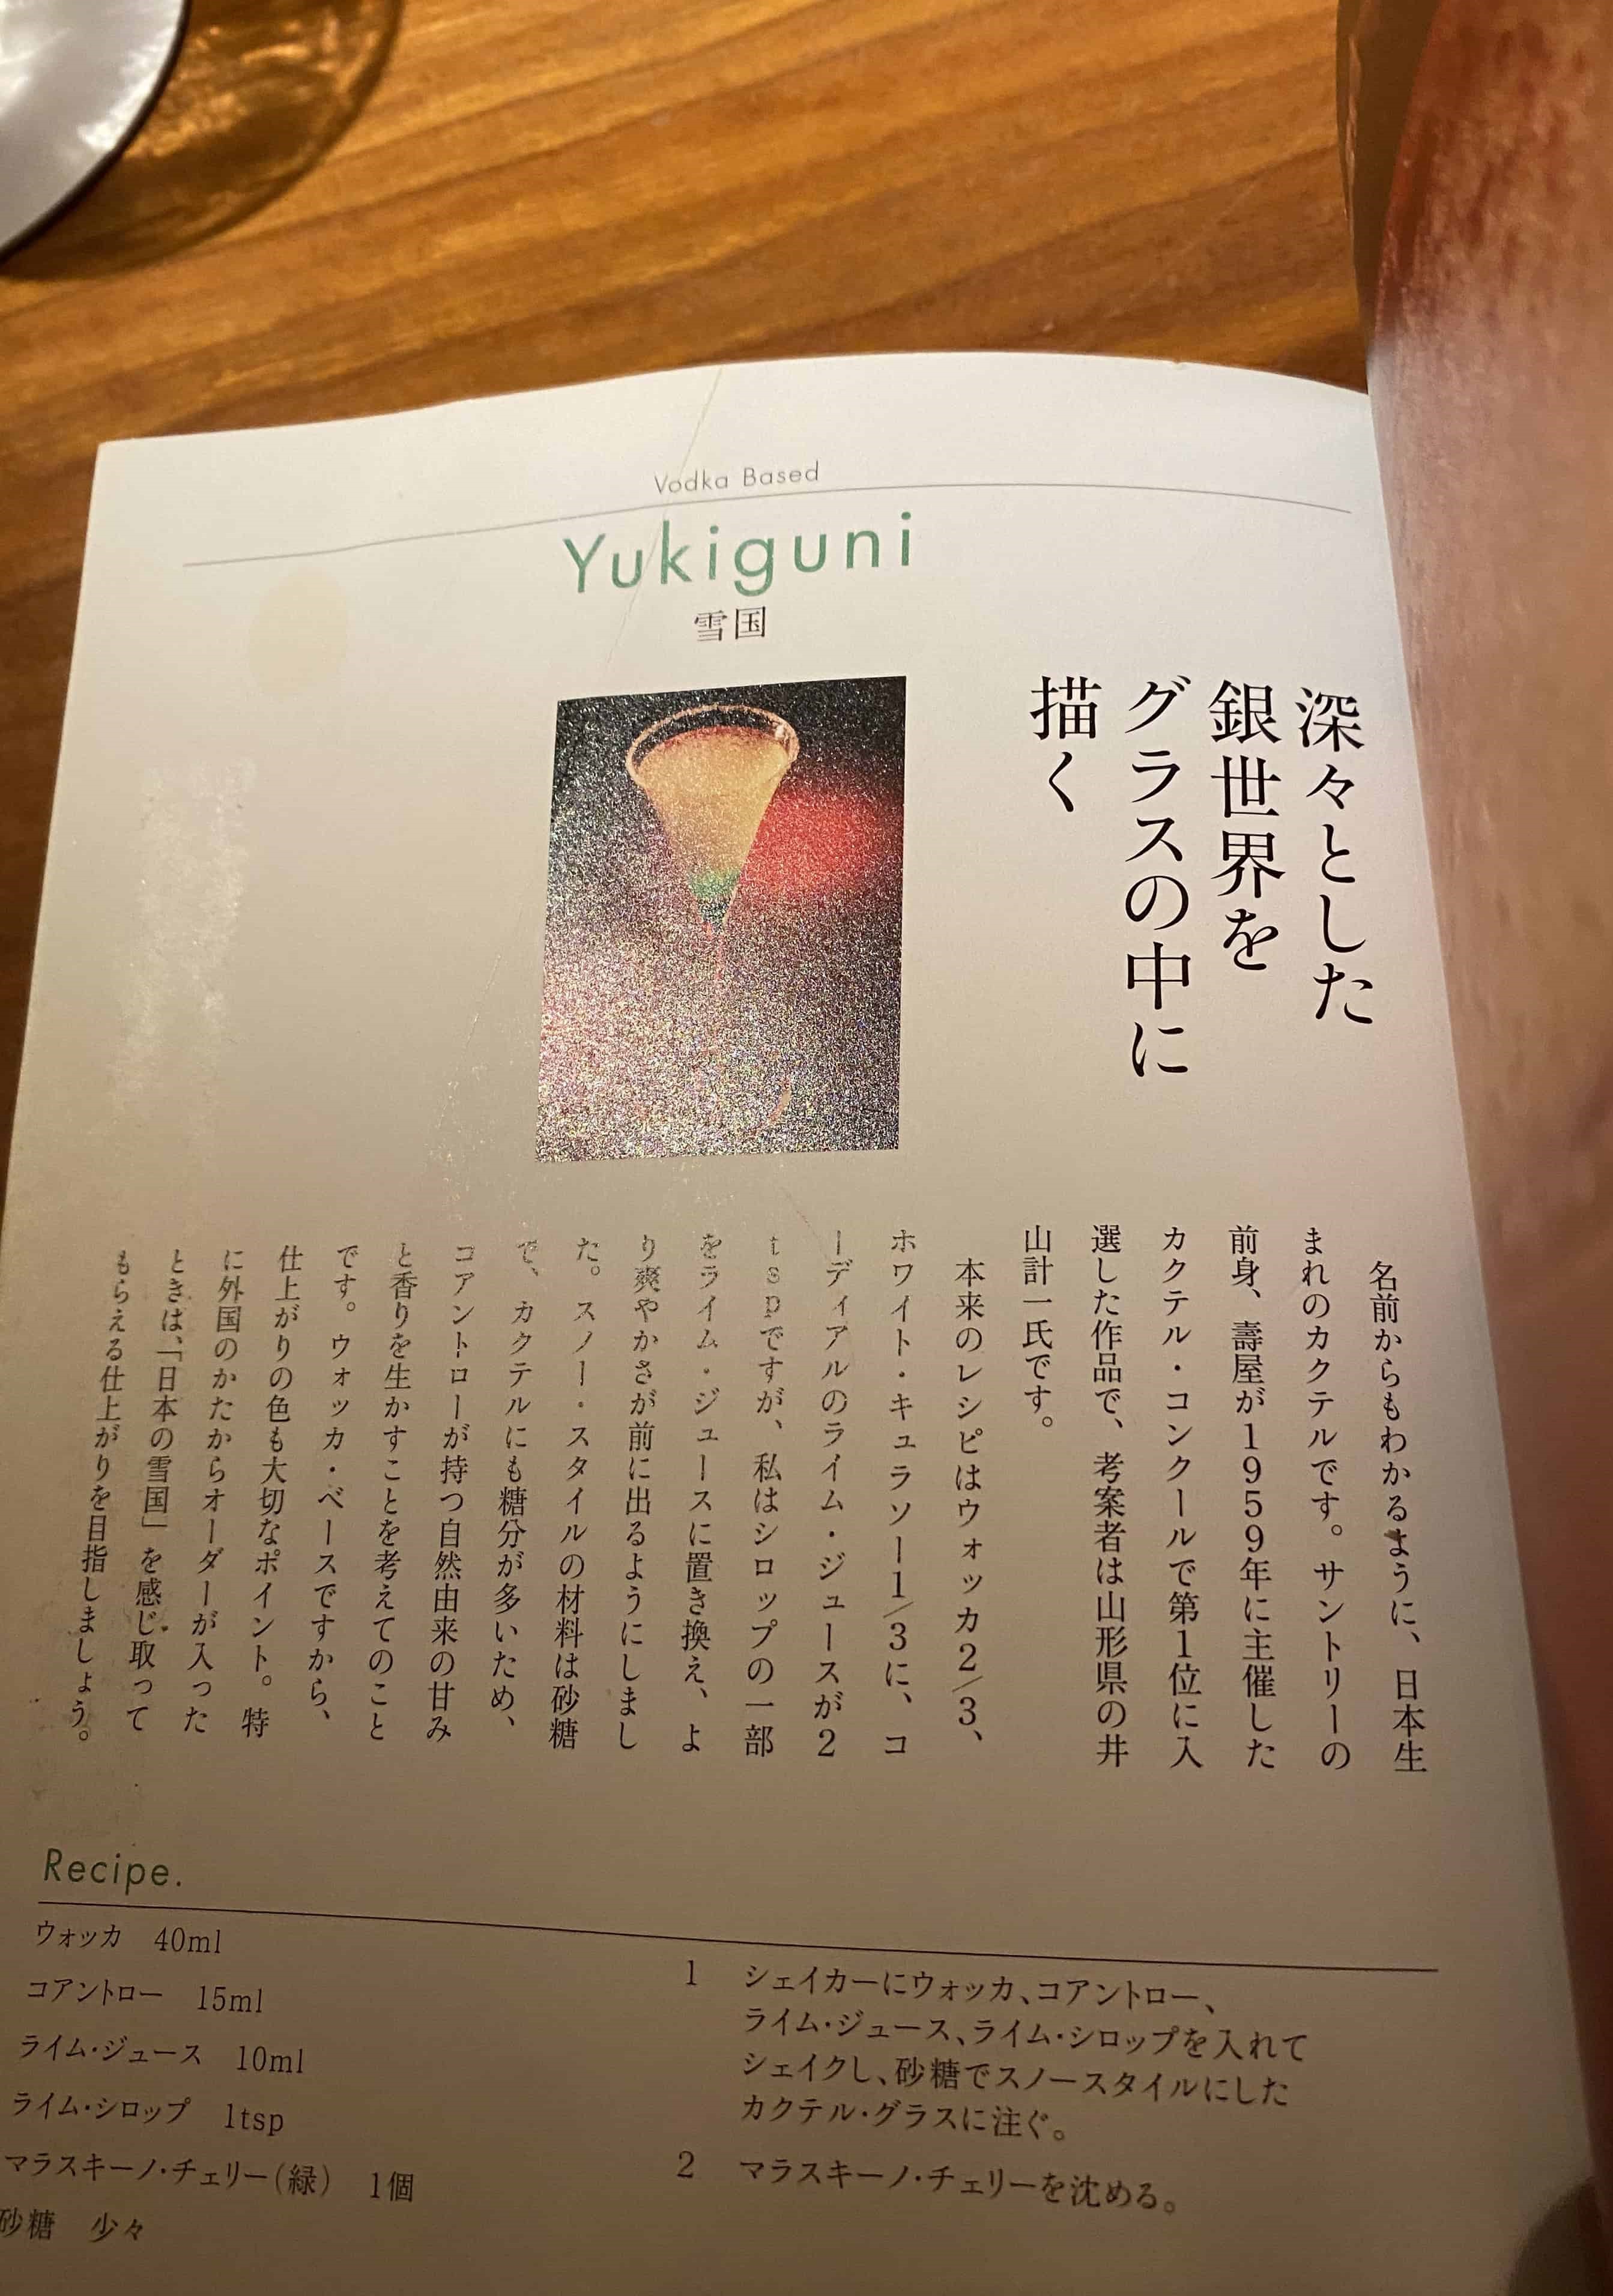 Vodka Based
Yukiguni
雪国
深々とした
銀世界を
グラスの中に
描く
名前からもわかるように、日本生
まれのカクテルです。サントリーの
前身、壽屋が1959年に主催した
カクテル・コンクールで第1位に入
選した作品で、考案者は山形県の井
山計一氏です。
本来のレシピはウォッカ2/3、
ホワイト・キュラソー1/3に、コ
ーディアルのライム・ジュースが2
tspですが、私はシロップの一部
をライム・ジュースに置き換え、よ
り爽やかさが前に出るようにしまし
た。スノー・スタイルの材料は砂糖
で、カクテルにも糖分が多いため、
コアントローが持つ自然由来の甘み
と香りを生かすことを考えてのこと
です。ウォッカ・ベースですから、
仕上がりの色も大切なポイント。特
に外国のかたからオーダーが入った
ときは、「日本の雪国」を感じ取って
もらえる仕上がりを目指しましょう。
Recipe.
ウォッカ 40ml
コアントロー 15ml
ライム・ジュース 10ml
ライム・シロップ 1tsp
マラスキーノ・チェリー(緑) 1個
砂糖 少々
1 シェイカーにウォッカ、コアントロー、
ライム・ジュース、ライム・シロップを入れて
シェイクし、砂糖でスノースタイルにした
カクテル・グラスに注ぐ。
2 マラスキーノ・チェリーを沈める。